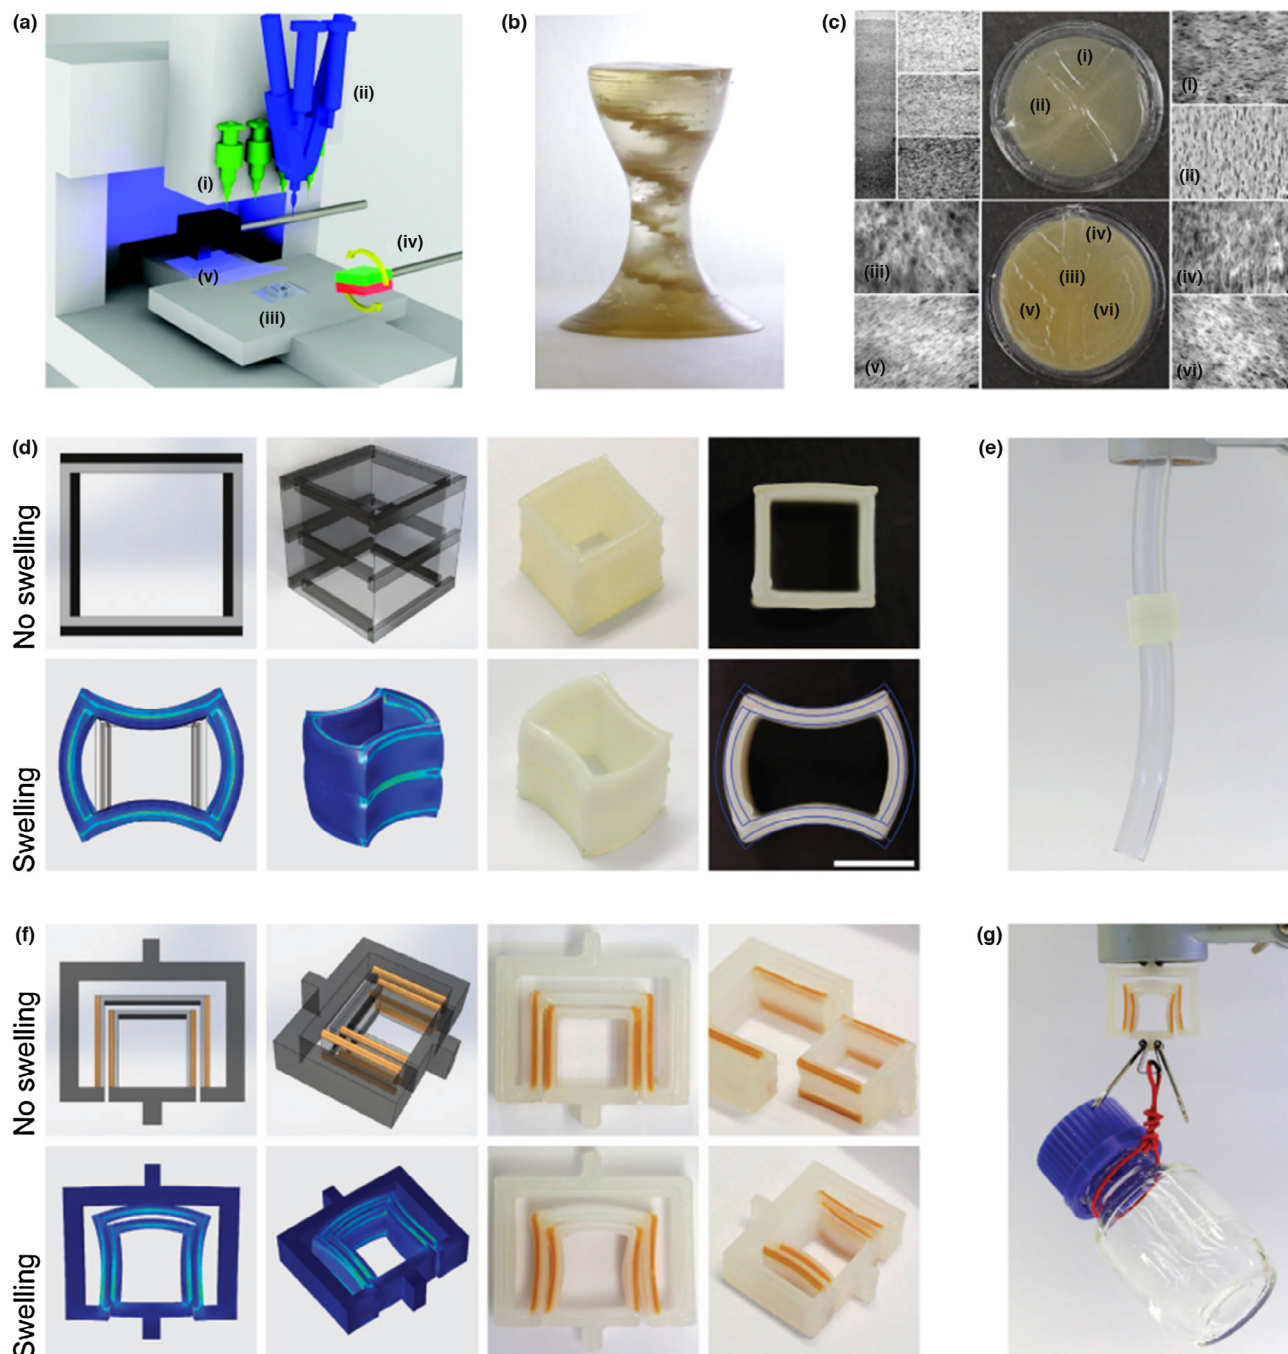 (a)
(i)
(ii)
(iii)
(iv)
(v)
(b)
(c)
(i)
(ii)
(i)
(ii)
(iii)
(iv)
(iii)
(iv)
(v)
(vi)
(v)
(vi)
(d)
No swelling
Swelling
(e)
(f)
No swelling
Swelling
(g)